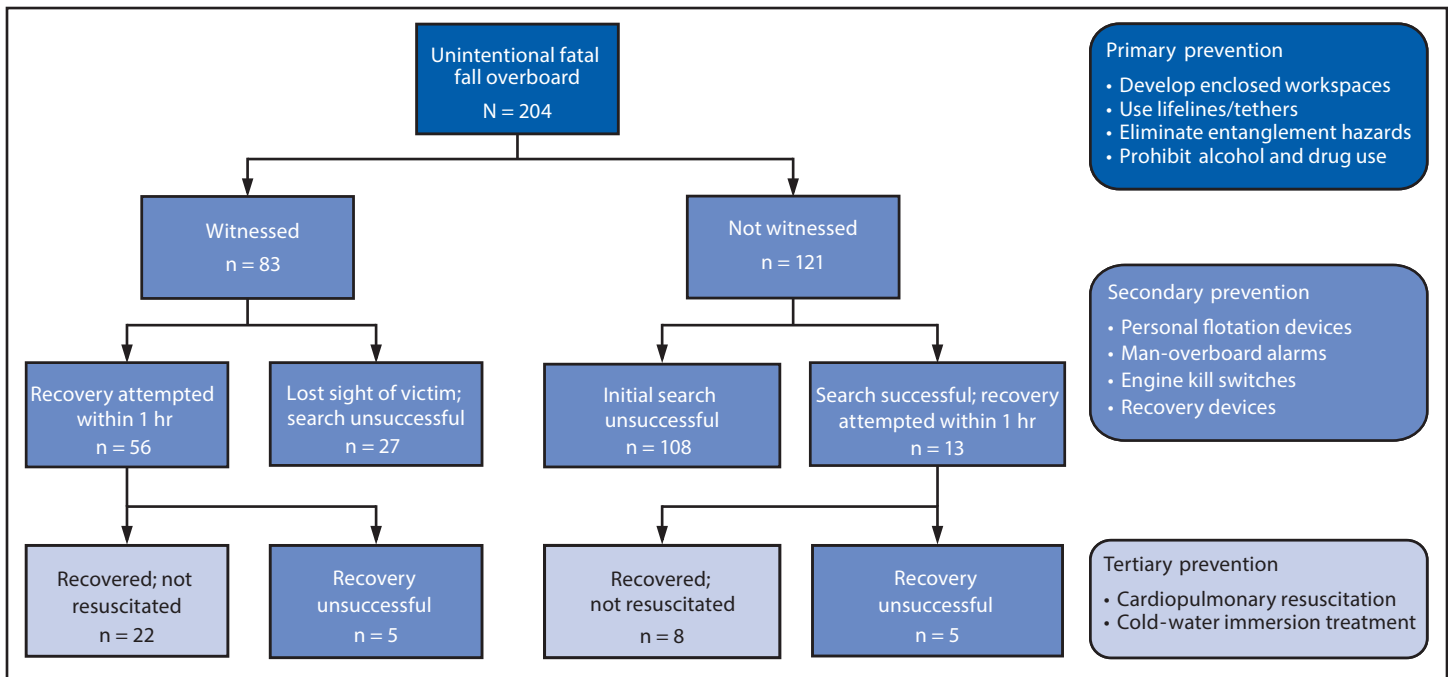 Unintentional fatal
fall overboard
N = 204
Primary prevention
• Develop enclosed workspaces
• Use lifelines/tethers
• Eliminate entanglement hazards
• Prohibit alcohol and drug use
Witnessed
n = 83
Not witnessed
n = 121
Secondary prevention
• Personal flotation devices
• Man-overboard alarms
• Engine kill switches
• Recovery devices
Recovery attempted
within 1 hr
n = 56
Lost sight of victim;
search unsuccessful
n = 27
Initial search
unsuccessful
n = 108
Search successful; recovery
attempted within 1 hr
n = 13
Recovered; not
resuscitated
n = 22
Recovery
unsuccessful
n = 5
Recovered;
not resuscitated
n = 8
Recovery
unsuccessful
n = 5
Tertiary prevention
• Cardiopulmonary resuscitation
• Cold-water immersion treatment